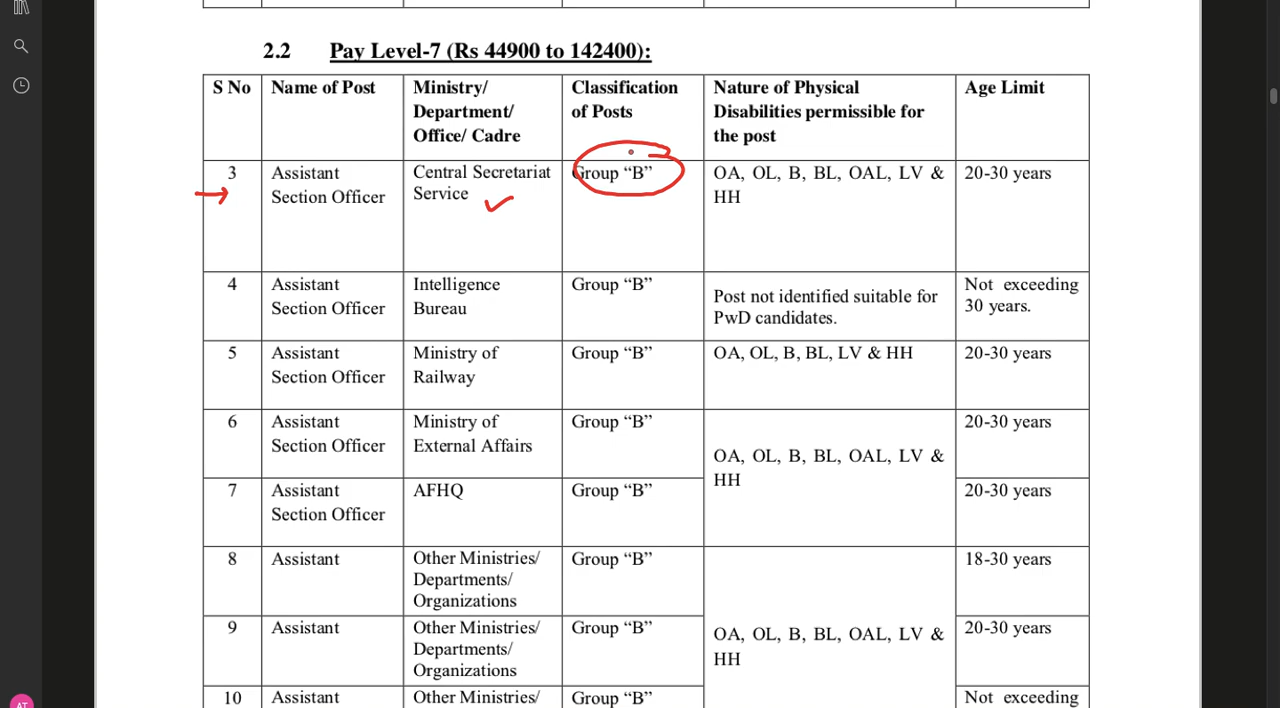 2.2 Pay Level-7 (Rs 44900 to 142400):
S No Name of Post Ministry/ Department/ Office/ Cadre Classification of Posts Nature of Physical Disabilities permissible for the post Age Limit
3 Assistant Section Officer Central Secretariat Service Group “B” OA, OL, B, BL, OAL, LV & HH 20-30 years
4 Assistant Section Officer Intelligence Bureau Group “B” Post not identified suitable for PwD candidates. Not exceeding 30 years.
5 Assistant Section Officer Ministry of Railway Group “B” OA, OL, B, BL, LV & HH 20-30 years
6 Assistant Section Officer Ministry of External Affairs Group “B” OA, OL, B, BL, OAL, LV & HH 20-30 years
7 Assistant Section Officer AFHQ Group “B” 20-30 years
8 Assistant Other Ministries/ Departments/ Organizations Group “B” 18-30 years
9 Assistant Other Ministries/ Departments/ Organizations Group “B” OA, OL, B, BL, OAL, LV & HH 20-30 years
10 Assistant Other Ministries/ Group “B” Not exceeding
AT